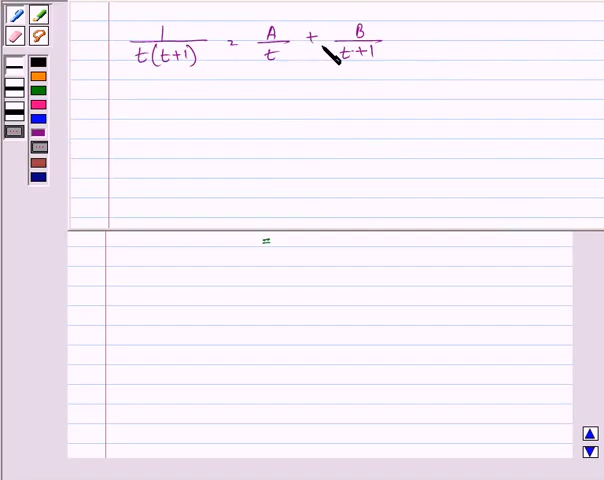 1/(t(t+1)) = A/t + B/(t+1)
=